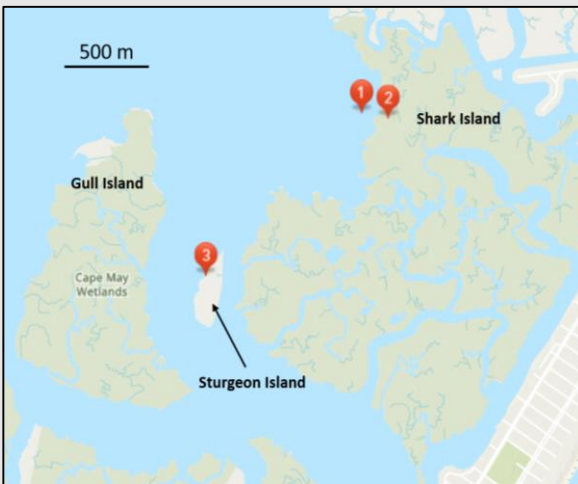 500 m
1
2
Shark Island
Gull Island
3
Cape May
Wetlands
Sturgeon Island